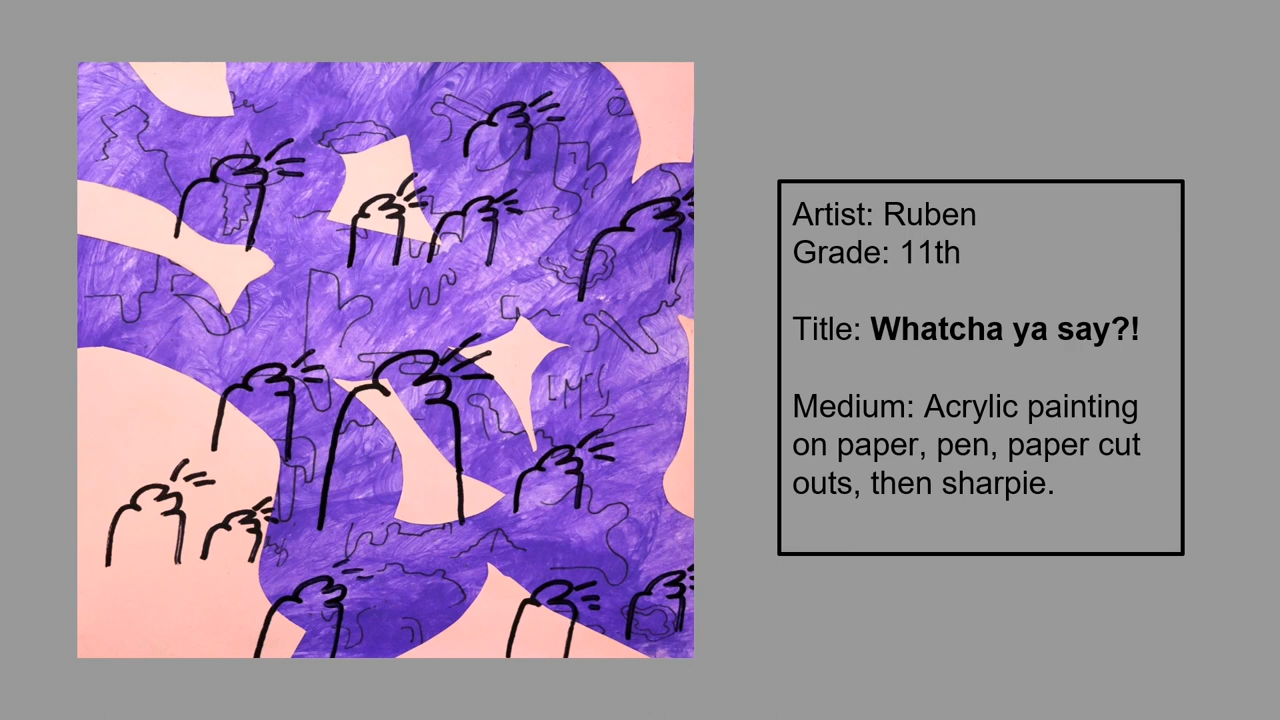 Artist: Ruben
Grade: 11th
Title: Whatcha ya say?!
Medium: Acrylic painting
on paper, pen, paper cut
outs, then sharpie.